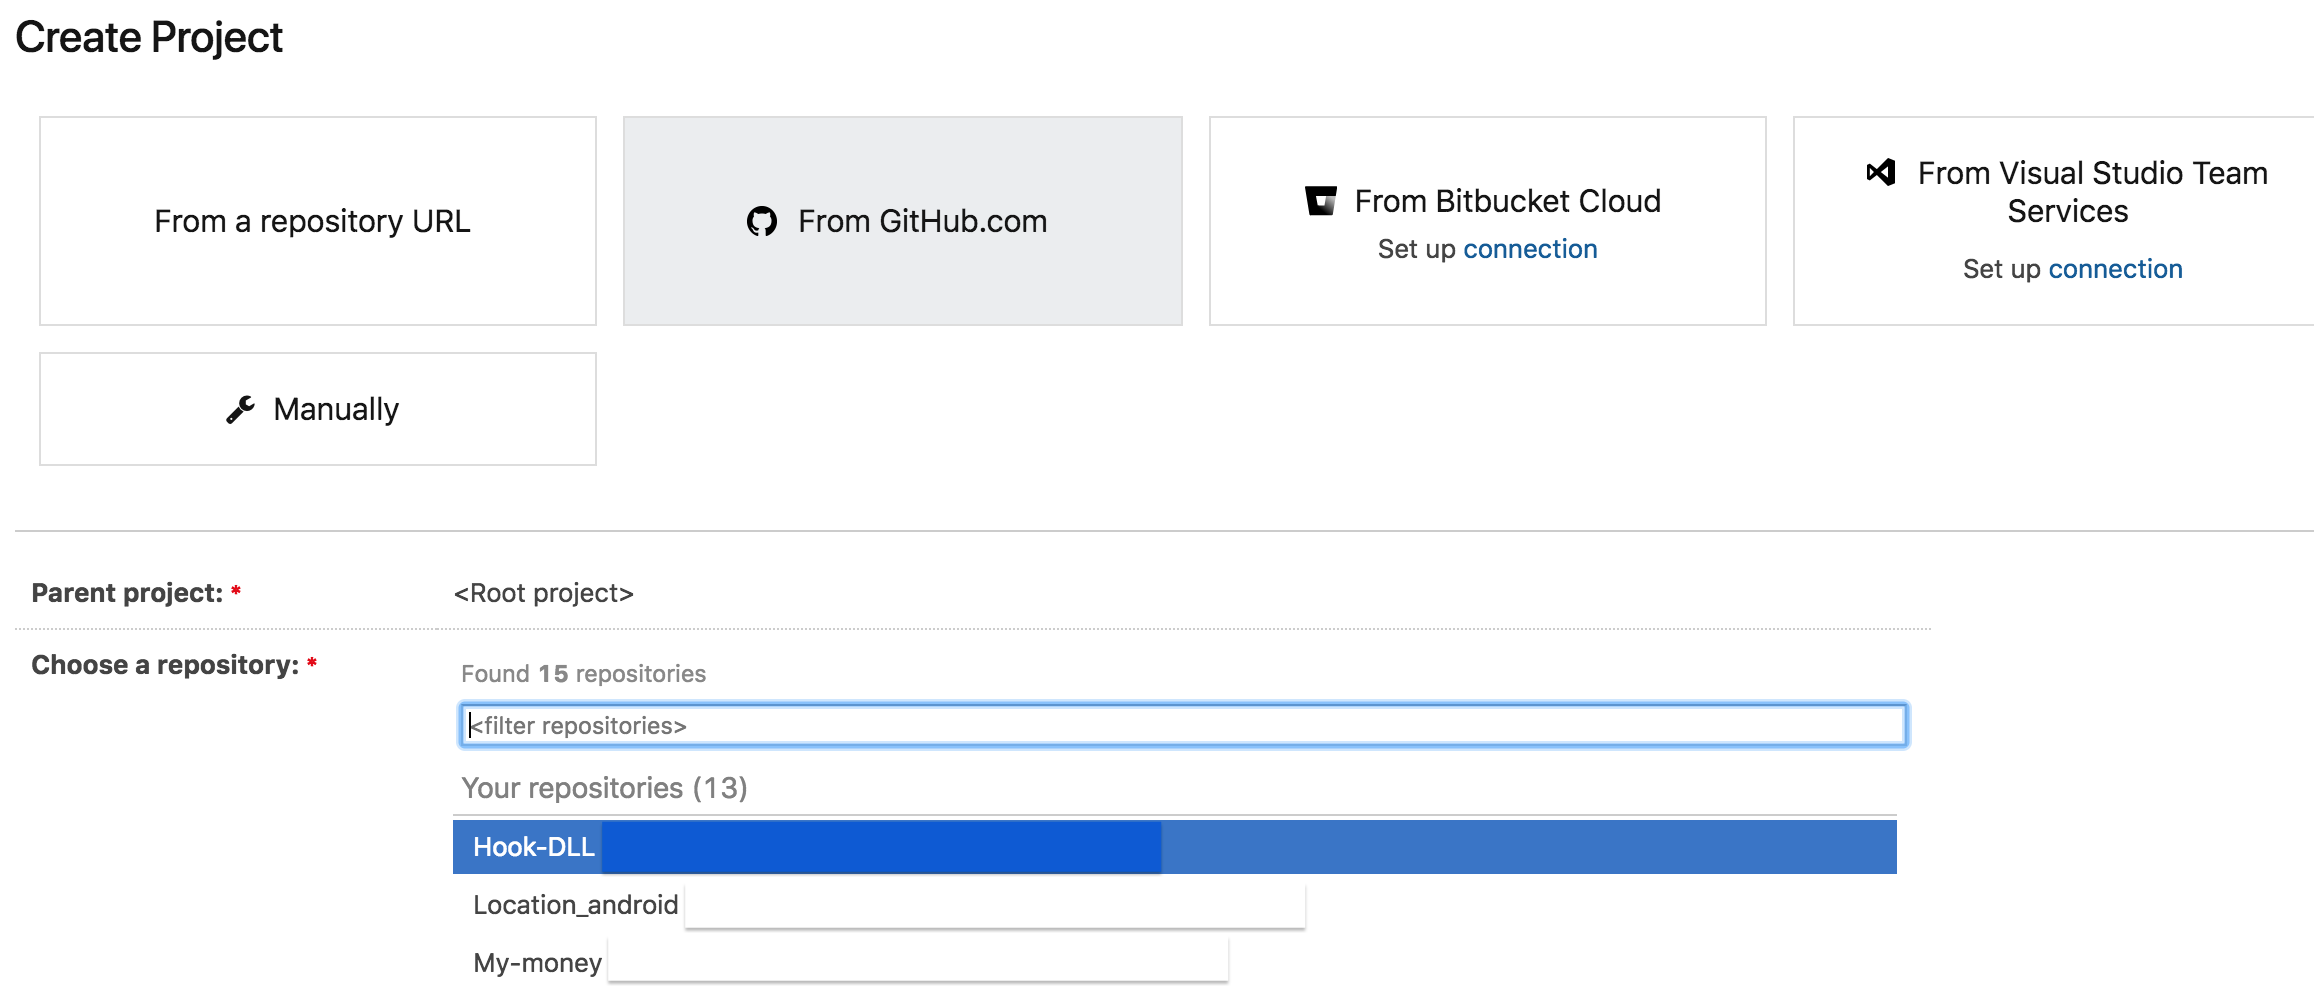 Create Project
From a repository URL
From GitHub.com
From Bitbucket Cloud
Set up connection
From Visual Studio Team
Services
Set up connection
Manually
Parent project: *
<Root project>
Choose a repository: *
Found 15 repositories
<filter repositories>
Your repositories (13)
Hook-DLL
Location_android
My-money